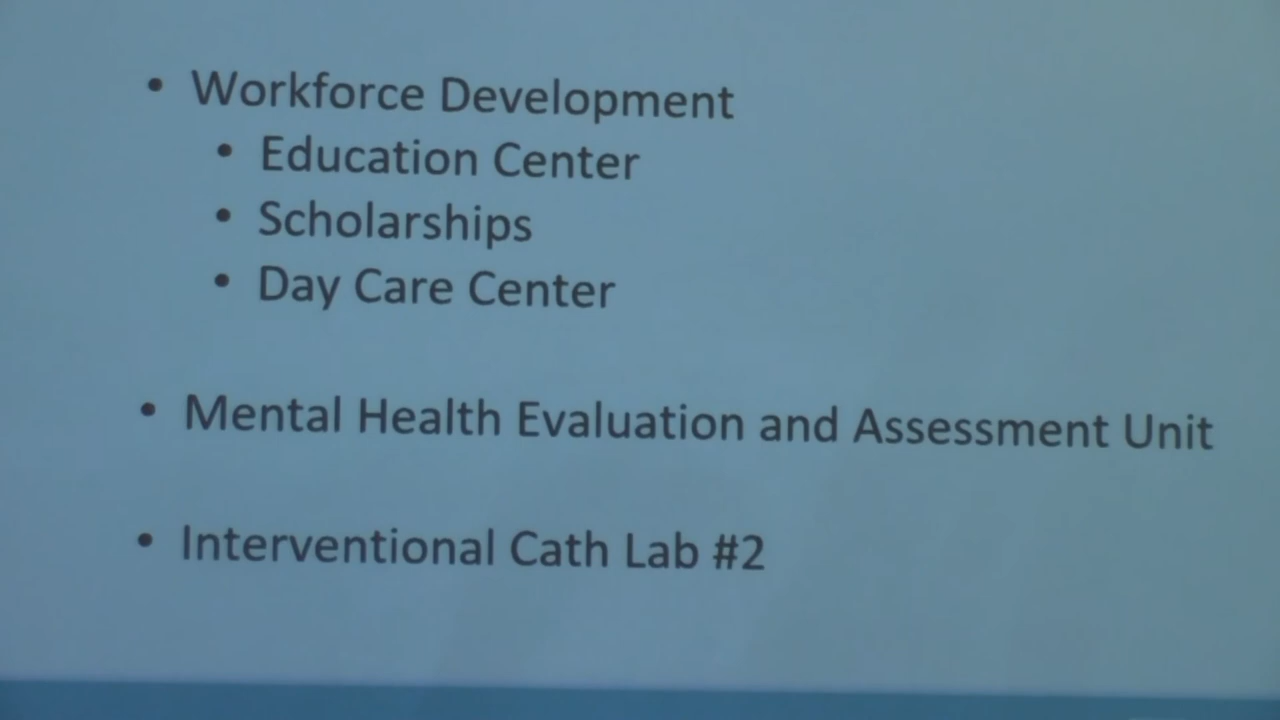 • Workforce Development
• Education Center
• Scholarships
• Day Care Center
• Mental Health Evaluation and Assessment Unit
• Interventional Cath Lab #2